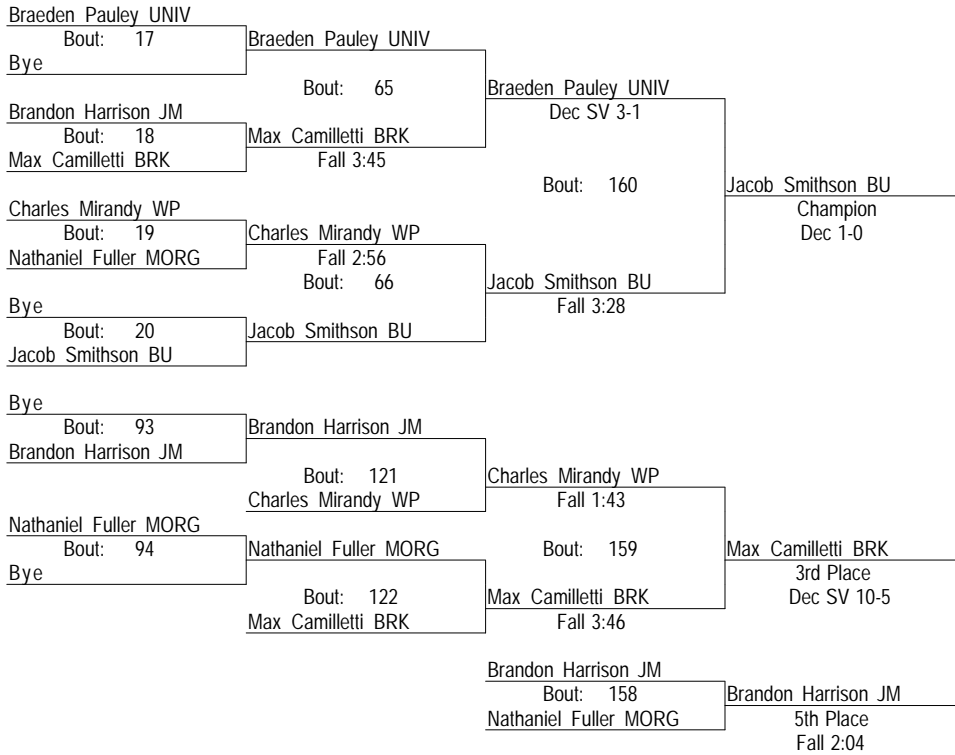 Braeden Pauley UNIV
Bout: 17
Braeden Pauley UNIV
Bye
Bout: 65
Braeden Pauley UNIV
Dec SV 3-1
Brandon Harrison JM
Bout: 18
Max Camilletti BRK
Max Camilletti BRK
Fall 3:45
Bout: 160
Jacob Smithson BU
Champion
Dec 1-0
Charles Mirandy WP
Bout: 19
Charles Mirandy WP
Nathaniel Fuller MORG
Fall 2:56
Bout: 66
Jacob Smithson BU
Fall 3:28
Bye
Bout: 20
Jacob Smithson BU
Jacob Smithson BU
Bye
Bout: 93
Brandon Harrison JM
Brandon Harrison JM
Bout: 121
Charles Mirandy WP
Charles Mirandy WP
Fall 1:43
Nathaniel Fuller MORG
Bout: 94
Nathaniel Fuller MORG
Bye
Bout: 159
Max Camilletti BRK
3rd Place
Dec SV 10-5
Bout: 122
Max Camilletti BRK
Max Camilletti BRK
Fall 3:46
Brandon Harrison JM
Bout: 158
Nathaniel Fuller MORG
Brandon Harrison JM
5th Place
Fall 2:04